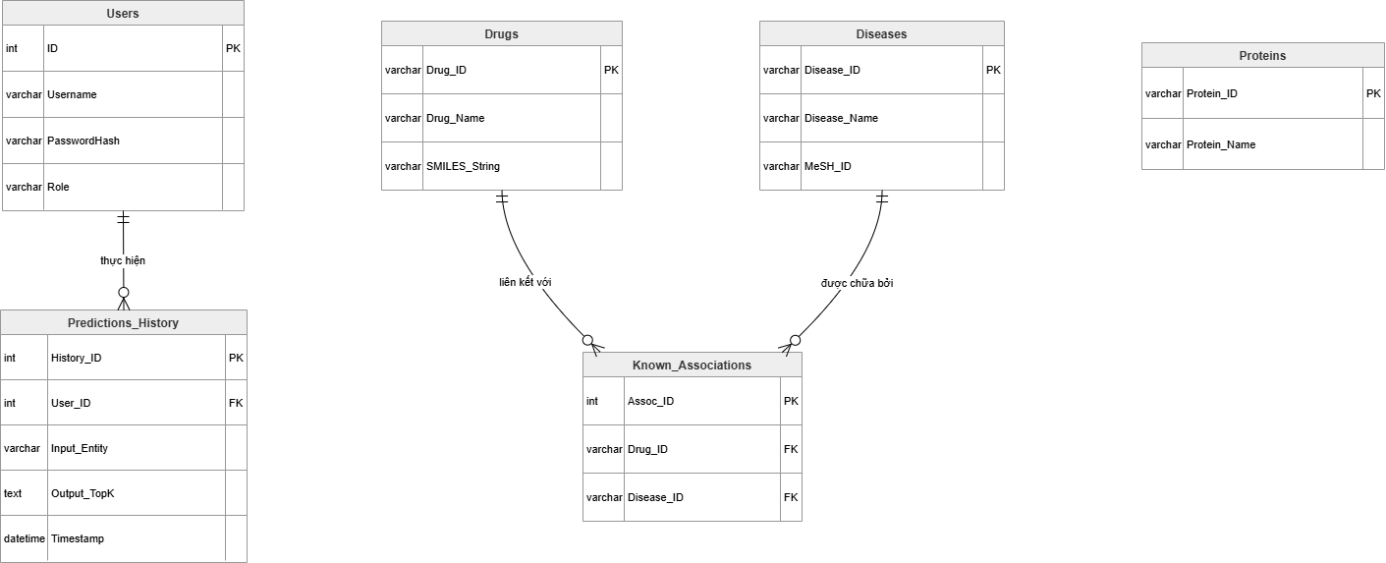 Users
int ID PK
varchar Username
varchar PasswordHash
varchar Role
thực hiện
Predictions_History
int History_ID PK
int User_ID FK
varchar Input_Entity
text Output_TopK
datetime Timestamp
Drugs
varchar Drug_ID PK
varchar Drug_Name
varchar SMILES_String
liên kết với
Diseases
varchar Disease_ID PK
varchar Disease_Name
varchar MeSH_ID
được chữa bởi
Known_Associations
int Assoc_ID PK
varchar Drug_ID FK
varchar Disease_ID FK
Proteins
varchar Protein_ID PK
varchar Protein_Name